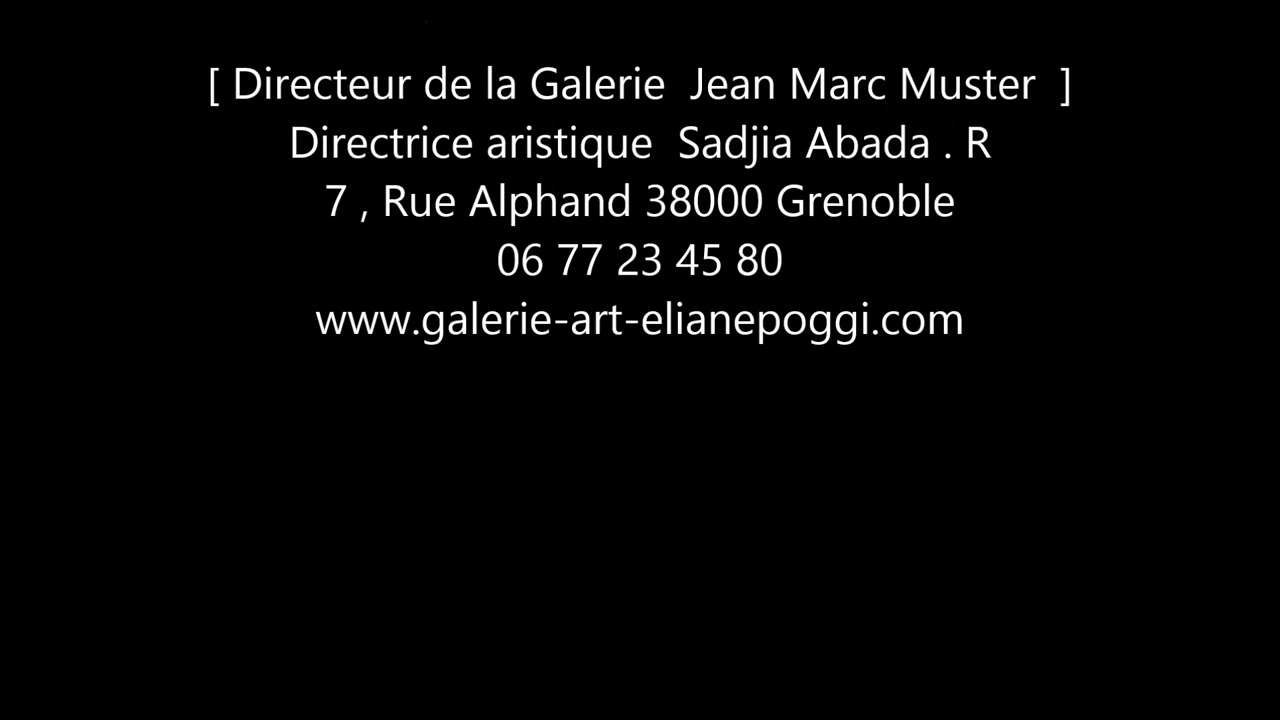 [ Directeur de la Galerie  Jean Marc Muster  ]
Directrice aristique  Sadjia Abada . R
7 , Rue Alphand 38000 Grenoble
06 77 23 45 80
www.galerie-art-elianepoggi.com